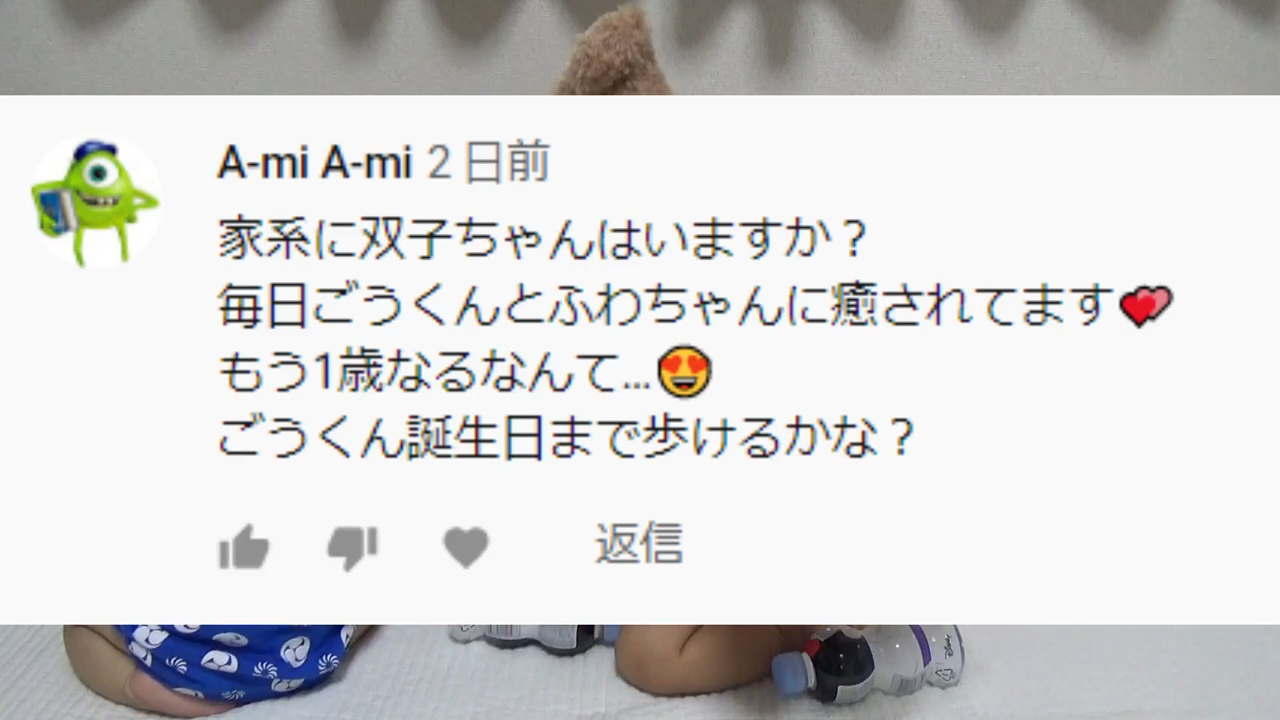 A-mi A-mi 2 日前
家系に双子ちゃんはいますか？
毎日ごうくんとふわちゃんに癒されてます💕
もう1歳なるなんて...😍
ごうくん誕生日まで歩けるかな？
返信